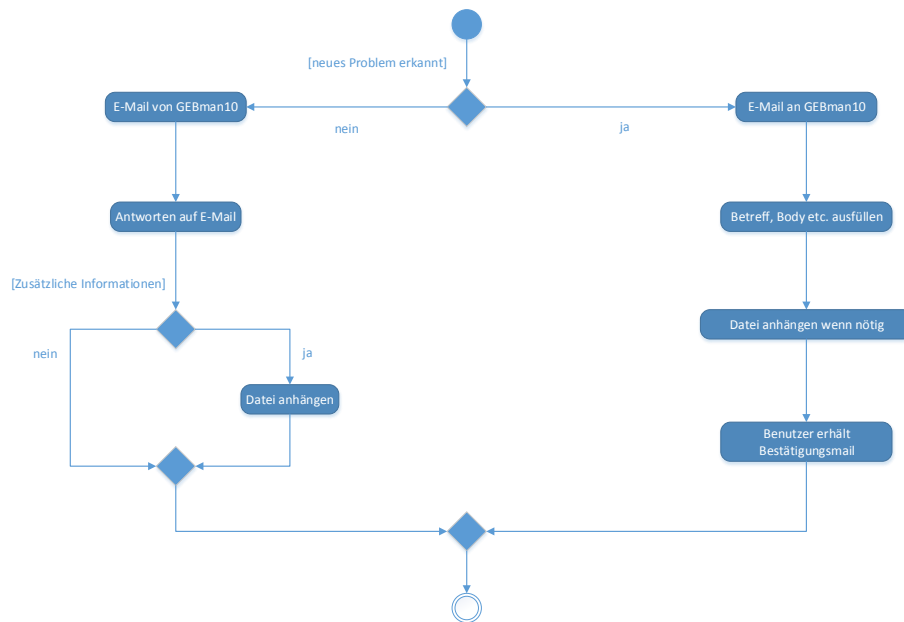 [neues Problem erkannt]
E-Mail von GEBman10
E-Mail an GEBman10
nein
ja
Antworten auf E-Mail
Betreff, Body etc. ausfüllen
[Zusätzliche Informationen]
Datei anhängen wenn nötig
nein
ja
Datei anhängen
Benutzer erhält
Bestätigungsmail